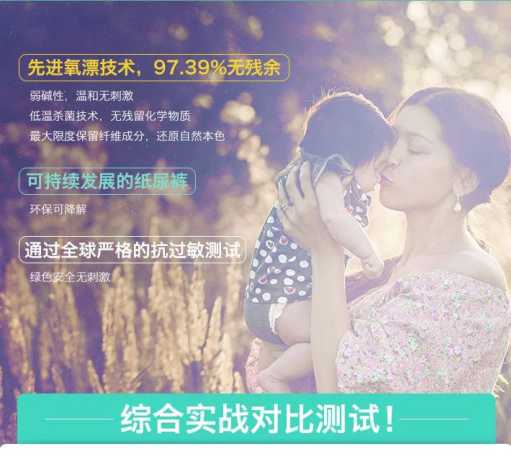 先进氧漂技术，97.39%无残余
弱碱性，温和无刺激
低温杀菌技术，无残留化学物质
最大限度保留纤维成分，还原自然本色
可持续发展的纸尿裤
环保可降解
通过全球严格的抗过敏测试
绿色安全无刺激
综合实战对比测试！